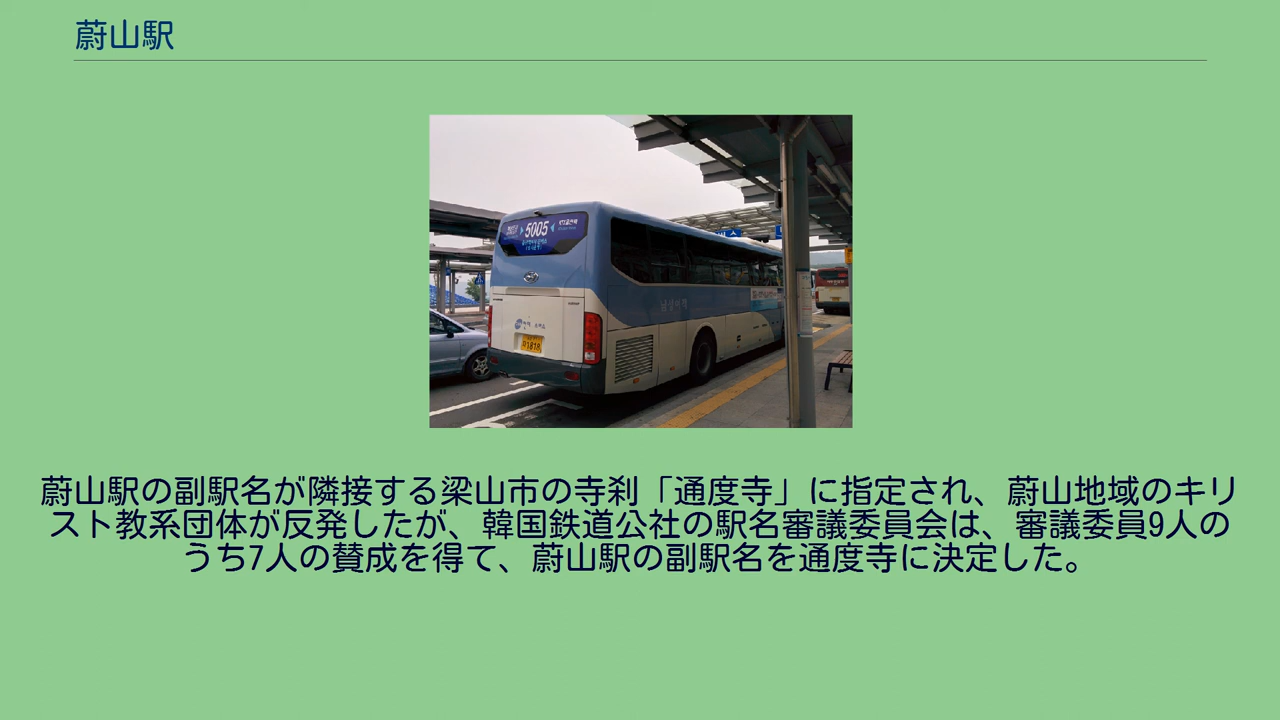 蔚山駅
5005
1818
蔚山駅の副駅名が隣接する梁山市の寺刹「通度寺」に指定され、蔚山地域のキリ
スト教系団体が反発したが、韓国鉄道公社の駅名審議委員会は、審議委員9人の
うち7人の賛成を得て、蔚山駅の副駅名を通度寺に決定した。